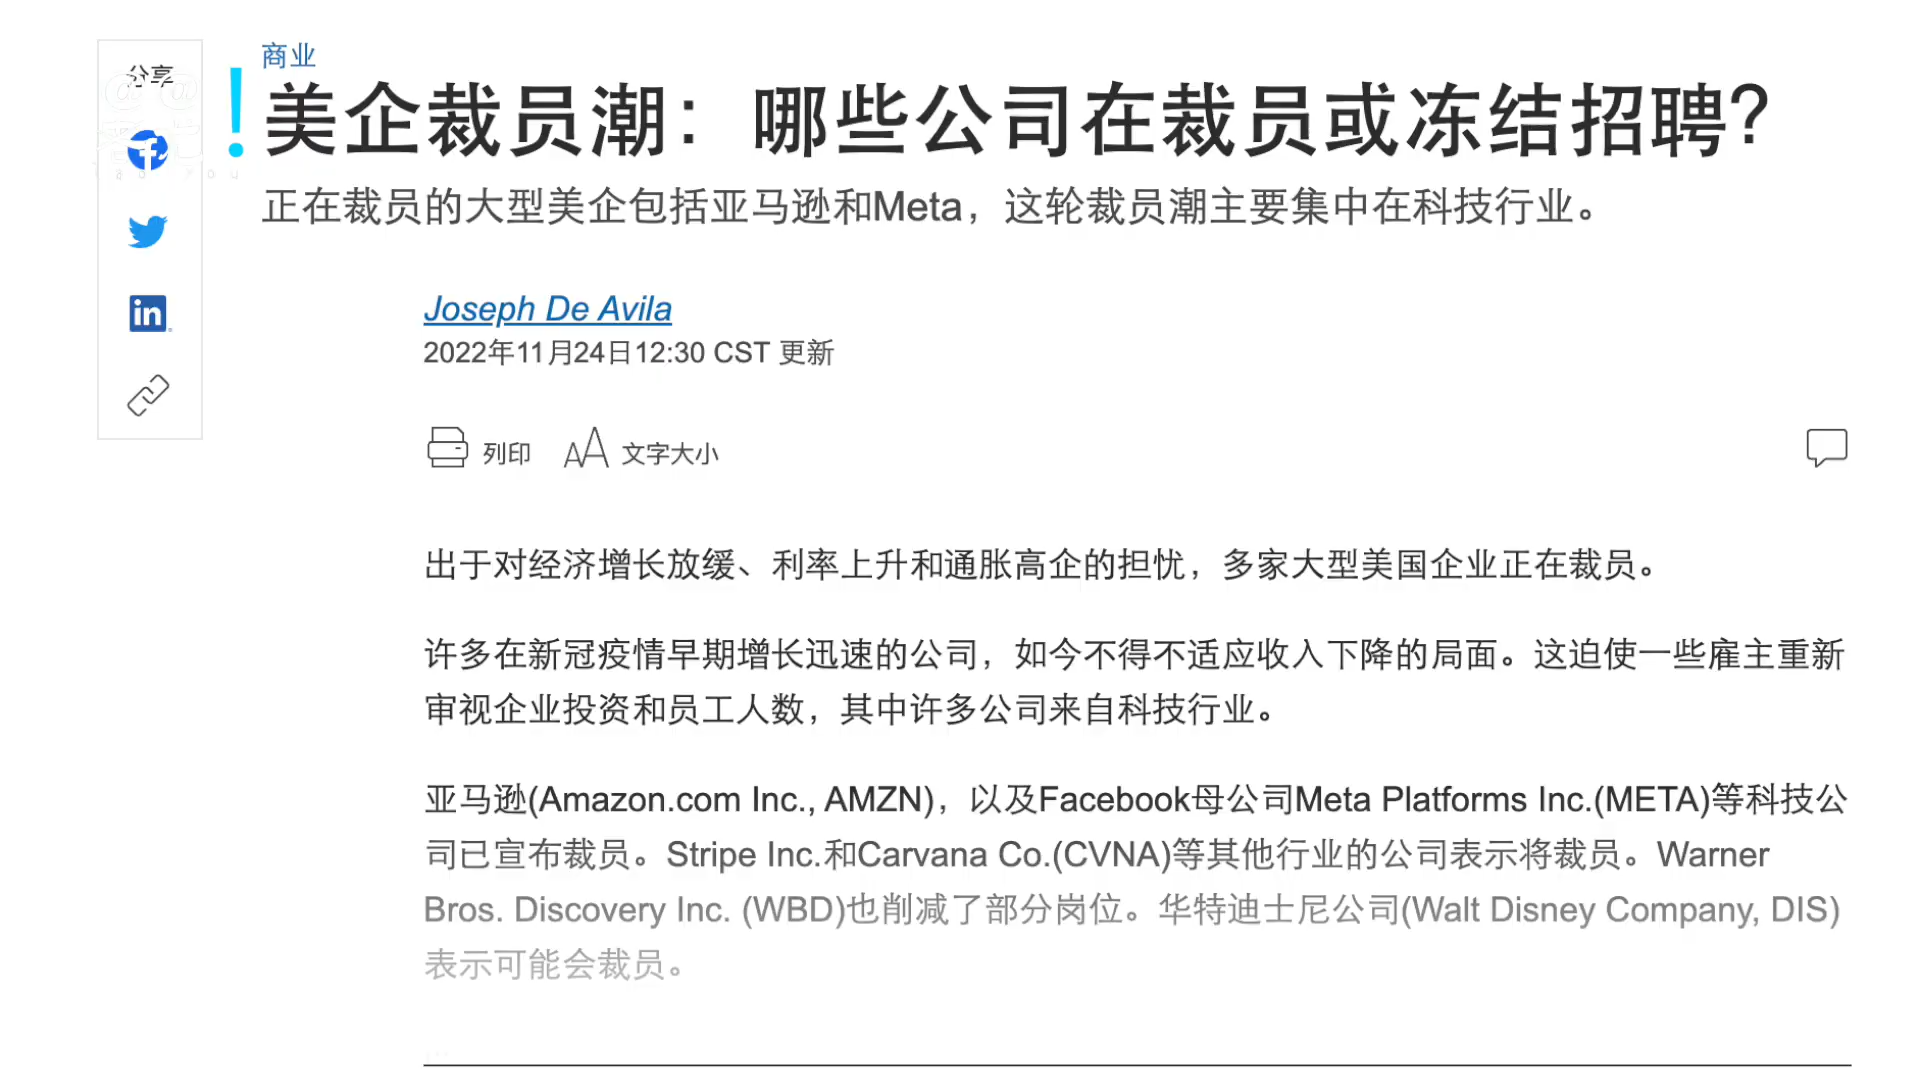 商业
分享
美企裁员潮：哪些公司在裁员或冻结招聘?
正在裁员的大型美企包括亚马逊和Meta，这轮裁员潮主要集中在科技行业。
Joseph De Avila
2022年11月24日12:30 CST 更新
列印 AA 文字大小
出于对经济增长放缓、利率上升和通胀高企的担忧，多家大型美国企业正在裁员。
许多在新冠疫情早期增长迅速的公司，如今不得不适应收入下降的局面。这迫使一些雇主重新
审视企业投资和员工人数，其中许多公司来自科技行业。
亚马逊(Amazon.com Inc., AMZN)，以及Facebook母公司Meta Platforms Inc.(META)等科技公
司已宣布裁员。Stripe Inc.和Carvana Co.(CVNA)等其他行业的公司表示将裁员。Warner
Bros. Discovery Inc. (WBD)也削减了部分岗位。华特迪士尼公司(Walt Disney Company, DIS)
表示可能会裁员。